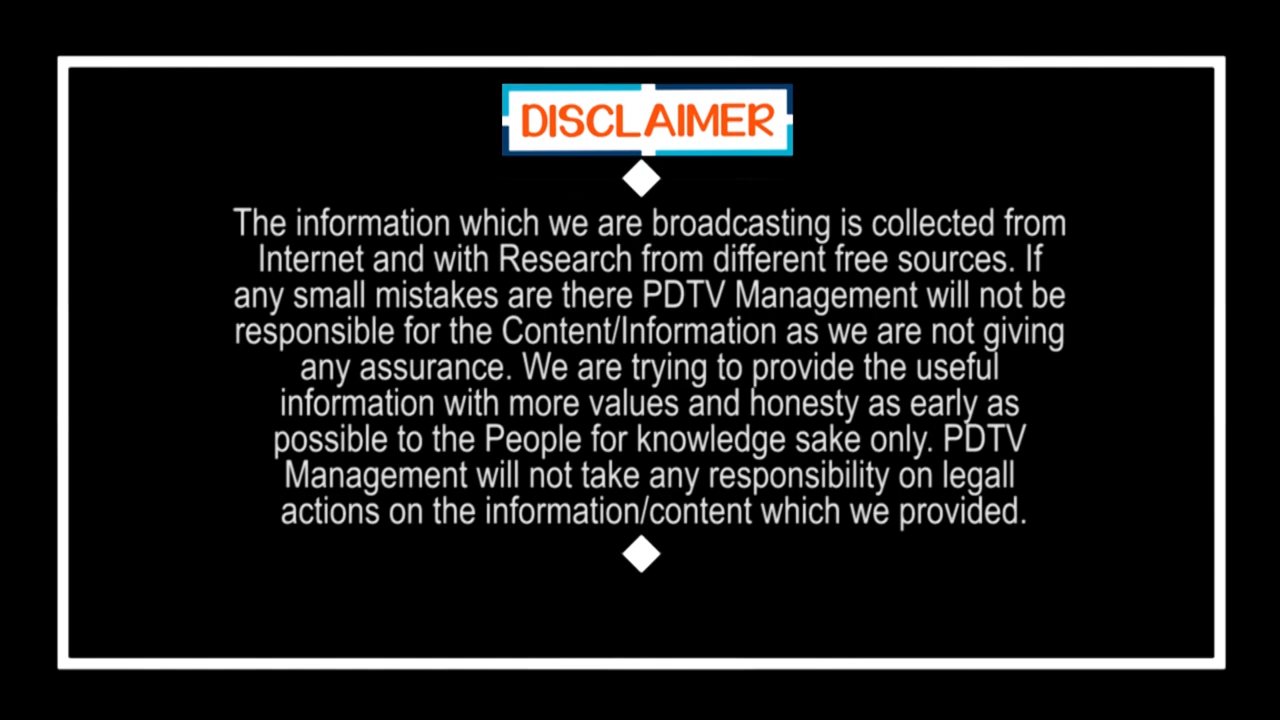 DISCLAIMER
The information which we are broadcasting is collected from
Internet and with Research from different free sources. If
any small mistakes are there PDTV Management will not be
responsible for the Content/Information as we are not giving
any assurance. We are trying to provide the useful
information with more values and honesty as early as
possible to the People for knowledge sake only. PDTV
Management will not take any responsibility on legall
actions on the information/content which we provided.